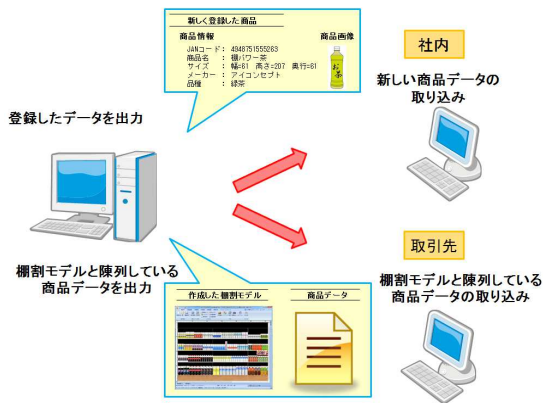 新しく登録した商品
商品情報
商品画像
JANコード: 4948751555263
商品名 : 棚パワー茶
サイズ : 幅=61 高さ=207 奥行=61
メーカー : アイコンセプト
品種 : 緑茶
お茶
社内
新しい商品データの
取り込み
登録したデータを出力
取引先
棚割モデルと陳列している
商品データを出力
棚割モデルと陳列している
商品データの取り込み
作成した棚割モデル
商品データ